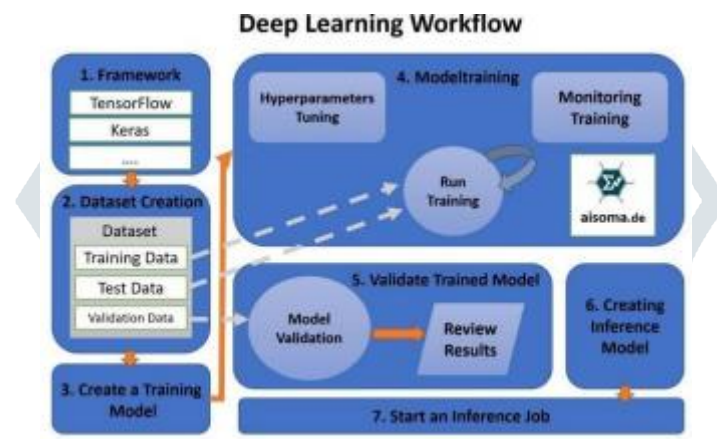 Deep Learning Workflow
1. Framework
TensorFlow
Keras
....
2. Dataset Creation
Dataset
Training Data
Test Data
Validation Data
3. Create a Training
Model
4. Modeltraining
Hyperparameters
Tuning
Monitoring
Training
Run
Training
aisoma.de
5. Validate Trained Model
Model
Validation
Review
Results
6. Creating
Inference
Model
7. Start an Inference Job